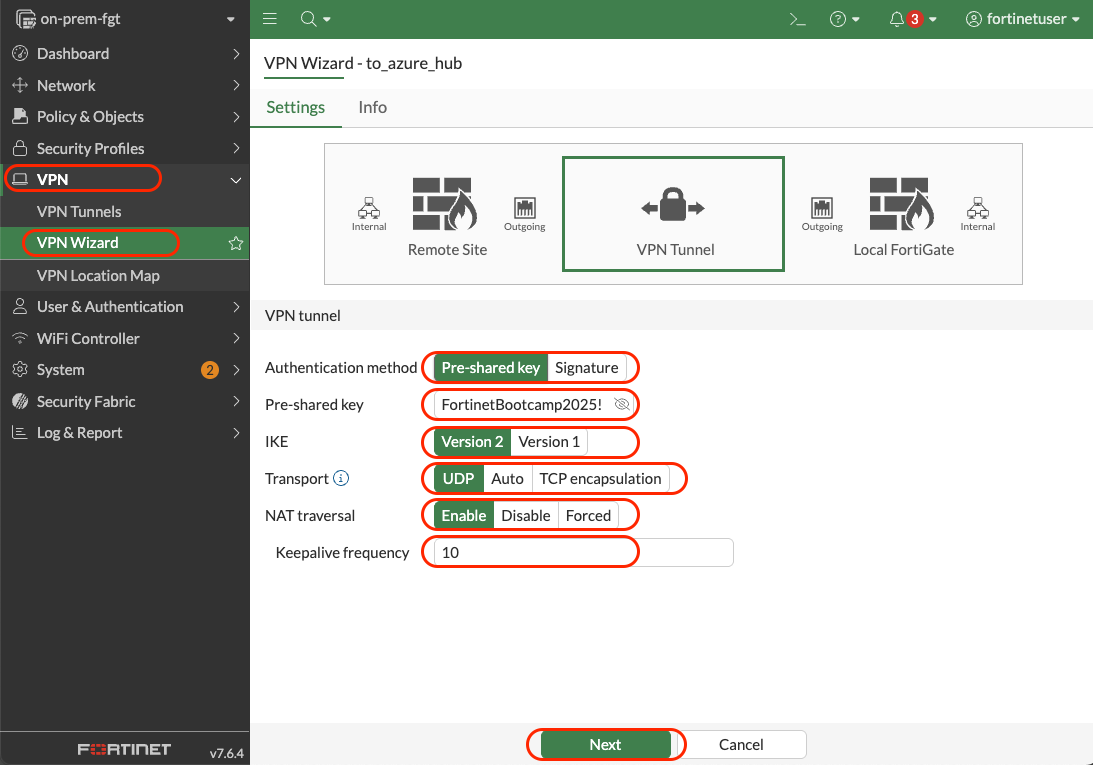 on-prem-fgt
3
fortinetuser
Dashboard
Network
Policy & Objects
Security Profiles
VPN
VPN Tunnels
VPN Wizard
VPN Location Map
User & Authentication
WiFi Controller
System 2
Security Fabric
Log & Report
FORTINET v7.6.4
VPN Wizard - to_azure_hub
Settings Info
Internal
Remote Site
Outgoing
VPN Tunnel
Outgoing
Local FortiGate
Internal
VPN tunnel
Authentication method Pre-shared key Signature
Pre-shared key FortinetBootcamp2025!
IKE Version 2 Version 1
Transport UDP Auto TCP encapsulation
NAT traversal Enable Disable Forced
Keepalive frequency 10
Next Cancel